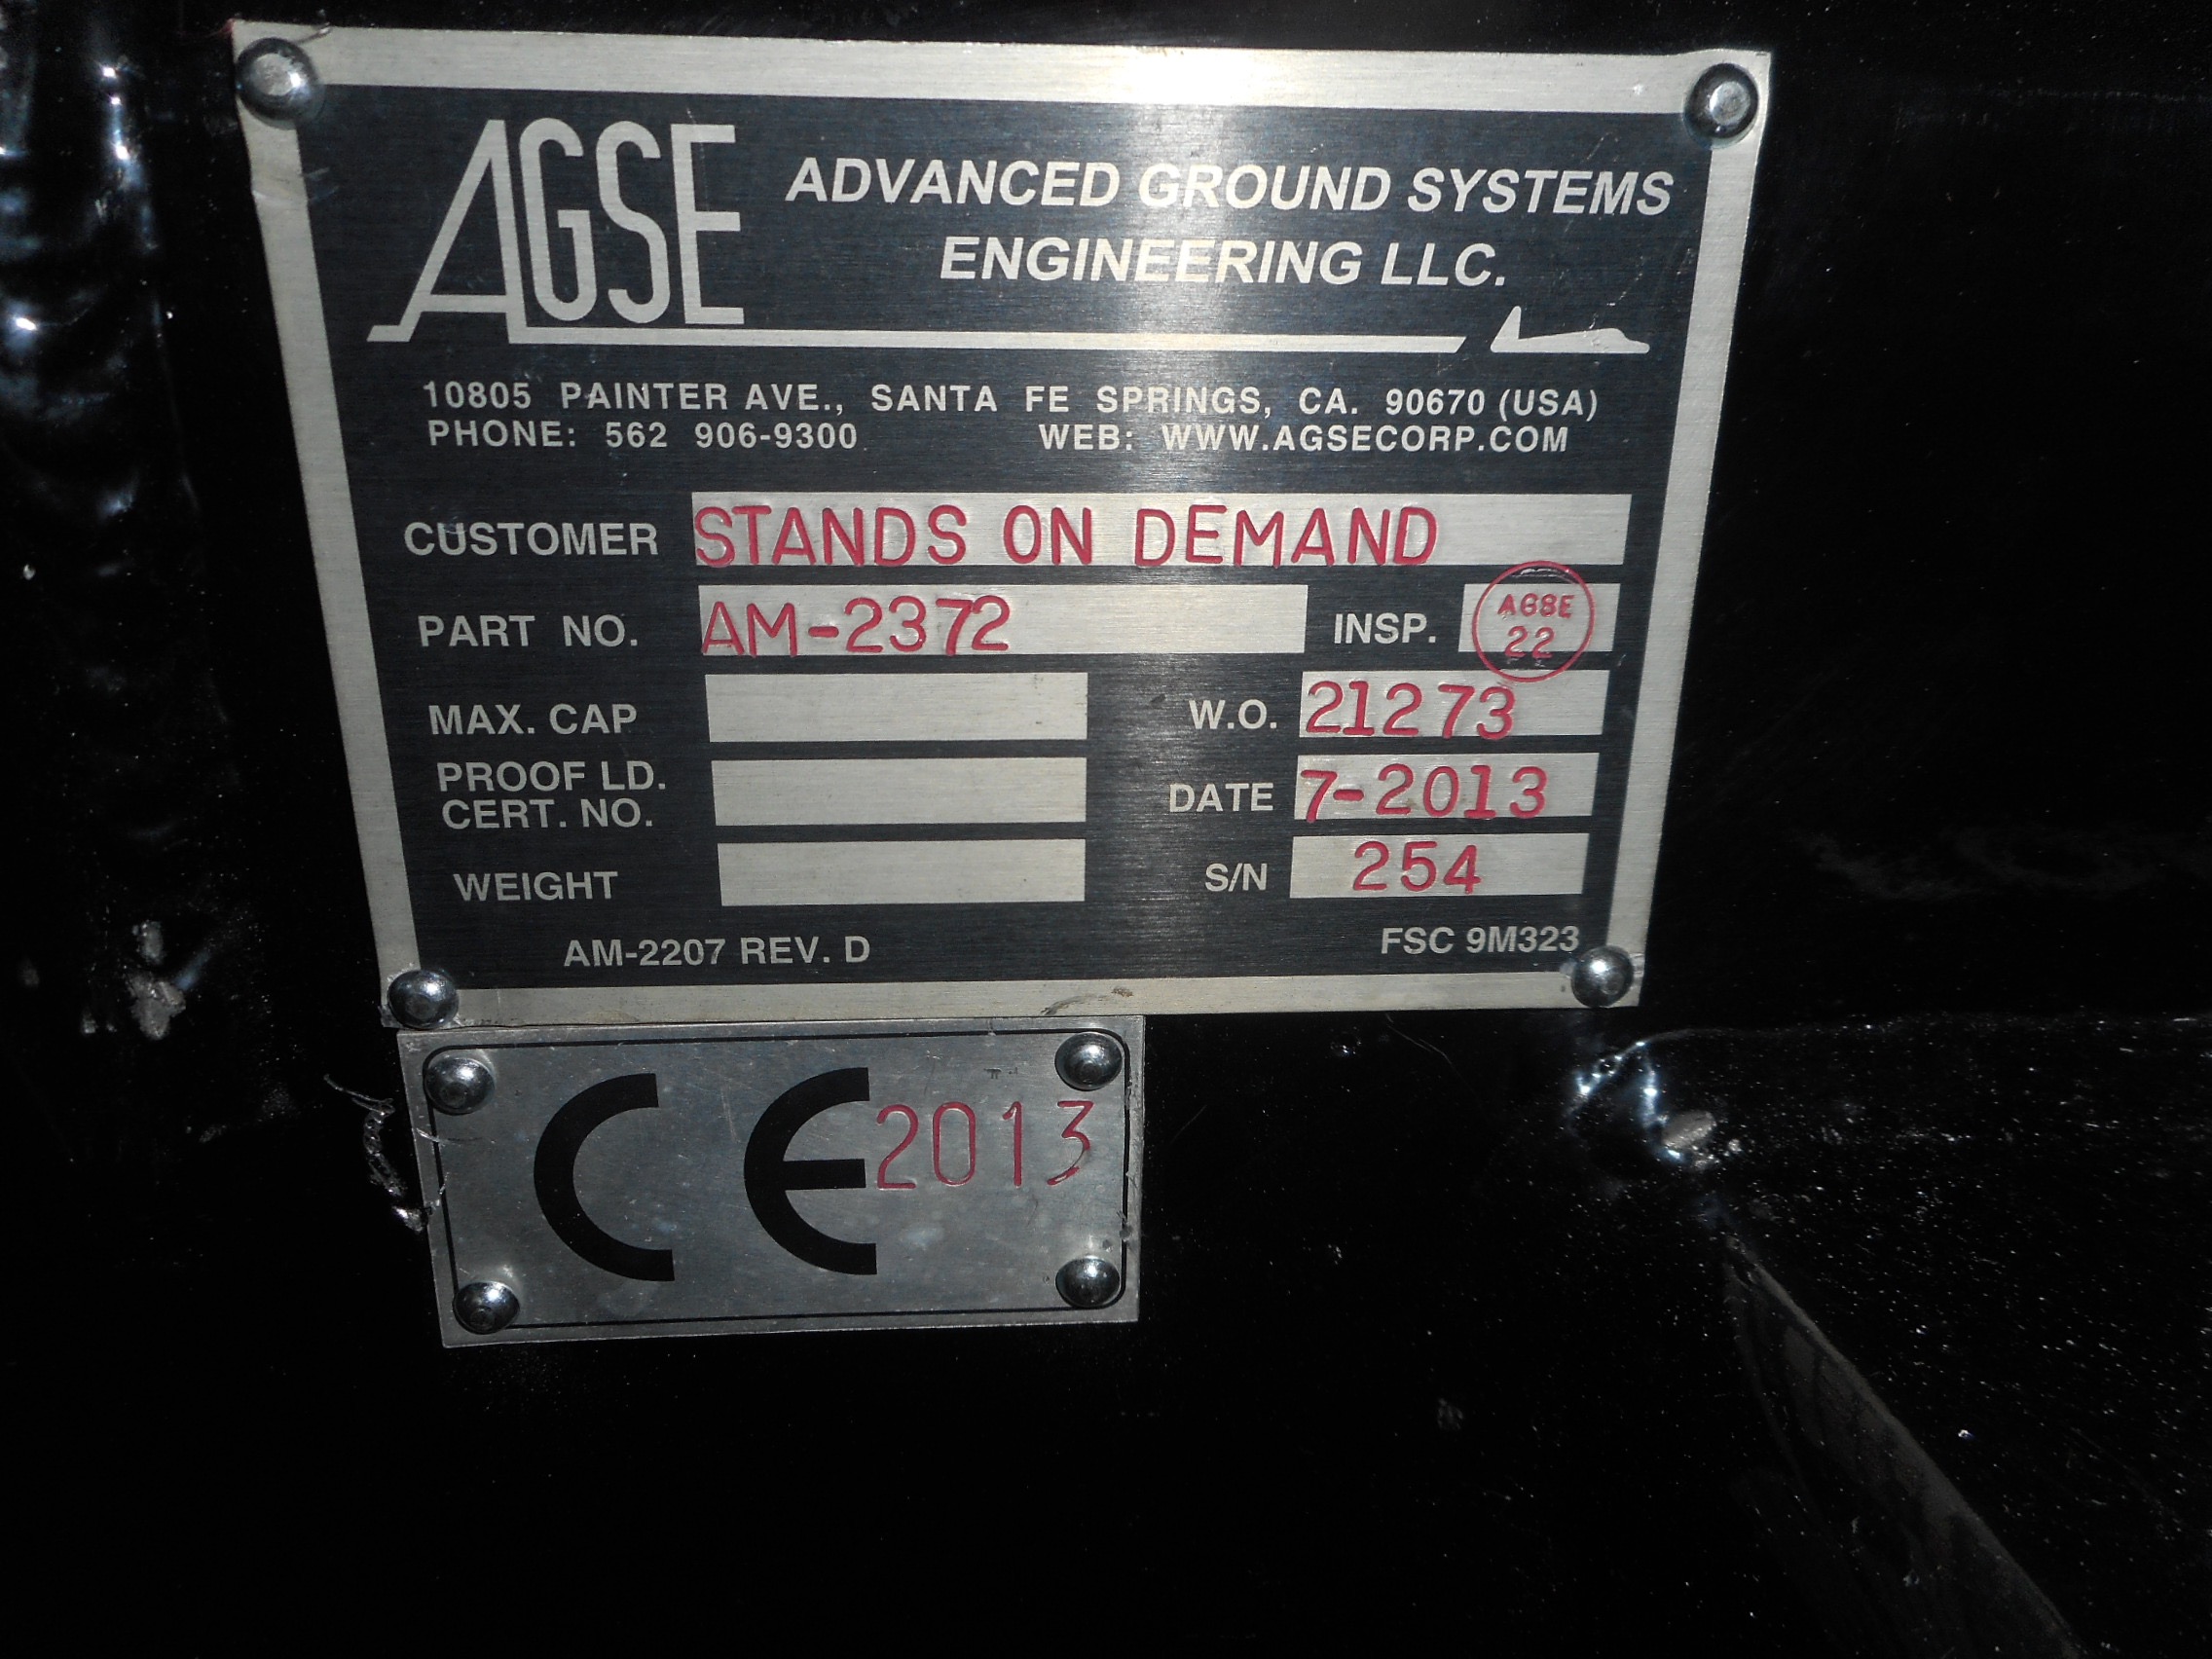 AGSE
ADVANCED GROUND SYSTEMS
ENGINEERING LLC.
10805 PAINTER AVE., SANTA FE SPRINGS, CA. 90670 (USA)
PHONE: 562 906-9300 WEB: WWW.AGSECORP.COM
CUSTOMER STANDS ON DEMAND
PART NO. AM-2372 INSP. AGSE 22
MAX. CAP W.O. 21273
PROOF LD. CERT. NO. DATE 7-2013
WEIGHT S/N 254
AM-2207 REV. D FSC 9M323
CE 2013